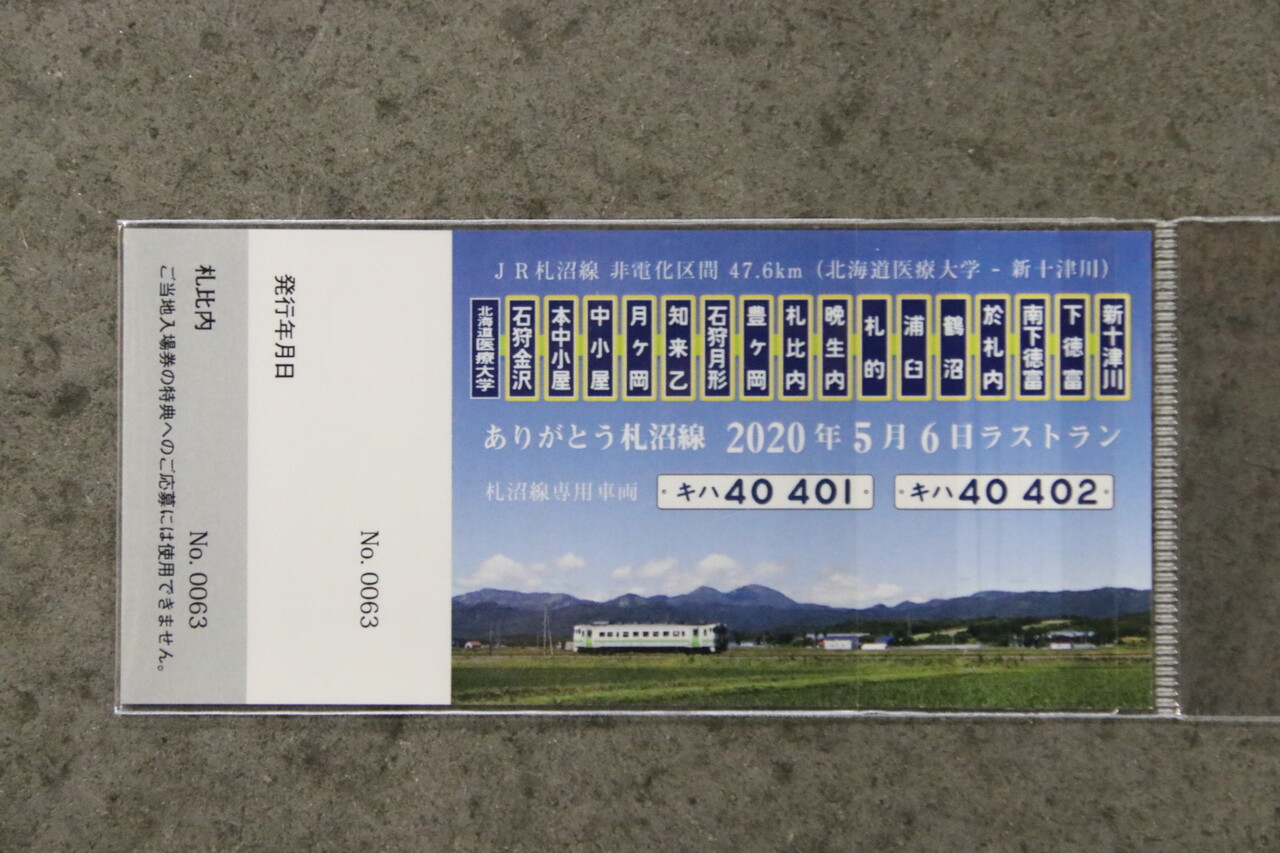 JR札沼線 非電化区間 47.6km (北海道医療大学 - 新十津川)
北海道医療大学
石狩金沢
本中小屋
中小屋
月ヶ岡
知来乙
石狩月形
豊ヶ岡
札比内
晩生内
札的
浦臼
鶴沼
於札内
南下徳富
下徳富
新十津川
ありがとう札沼線 2020年5月6日ラストラン
札沼線専用車両 キハ40 401 キハ40 402
No. 0063
発行年月日
札比内 No. 0063
ご当地入場券の特典へのご応募には使用できません。